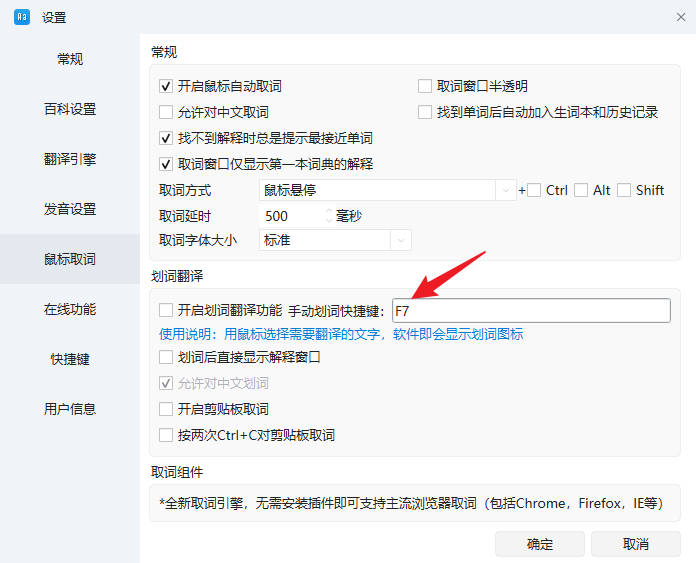 Aa 设置
常规
百科设置
翻译引擎
发音设置
鼠标取词
在线功能
快捷键
用户信息
常规
开启鼠标自动取词 取词窗口半透明
允许对中文取词 找到单词后自动加入生词本和历史记录
找不到解释时总是提示最接近单词
取词窗口仅显示第一本词典的解释
取词方式 鼠标悬停 + Ctrl Alt Shift
取词延时 500 毫秒
取词字体大小 标准
划词翻译
开启划词翻译功能 手动划词快捷键： F7
使用说明：用鼠标选择需要翻译的文字，软件即会显示划词图标
划词后直接显示解释窗口
允许对中文划词
开启剪贴板取词
按两次Ctrl+C对剪贴板取词
取词组件
*全新取词引擎，无需安装插件即可支持主流浏览器取词（包括Chrome，Firefox，IE等）
确定 取消